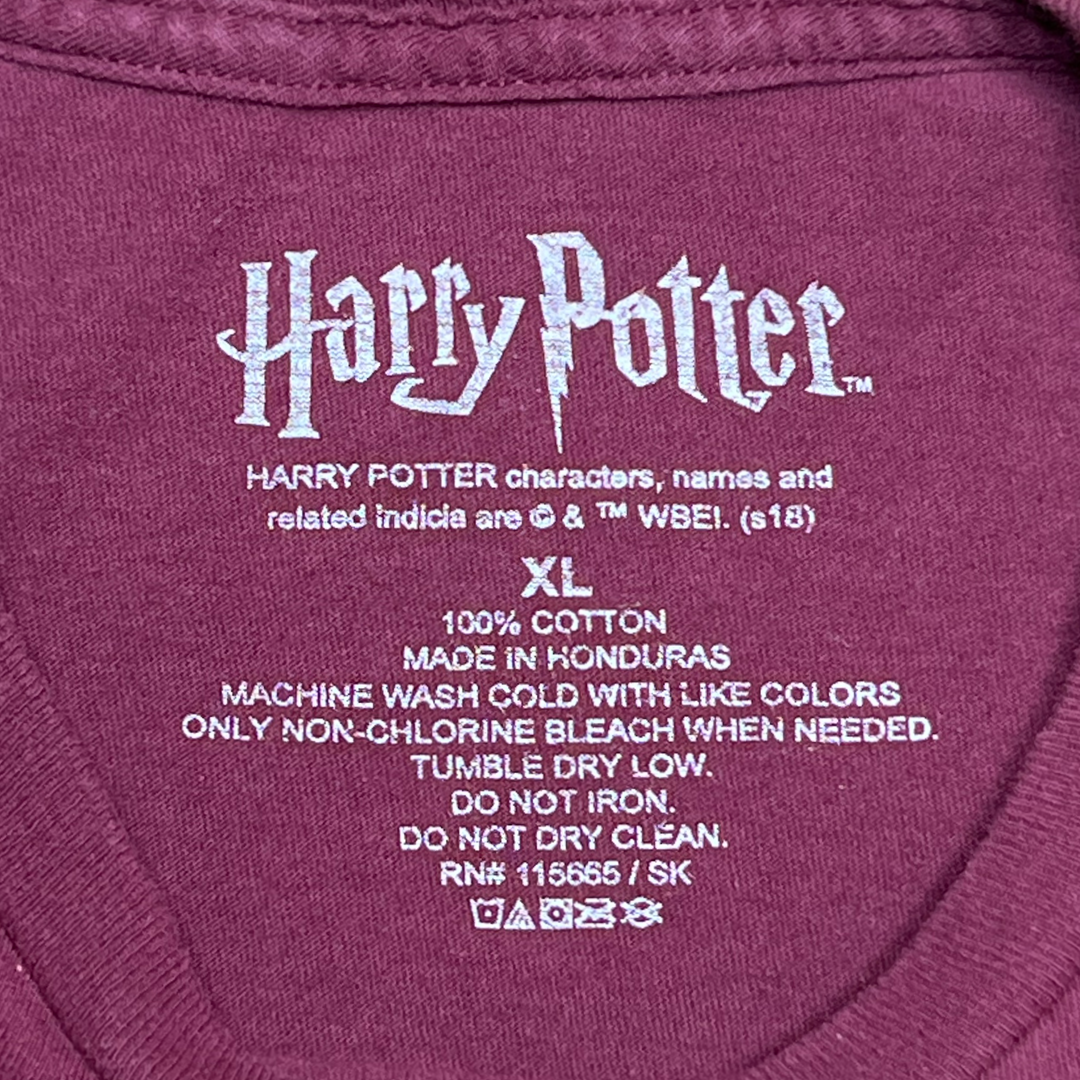 Harry Potter™
HARRY POTTER characters, names and
related indicia are © & ™ WBEI. (s18)
XL
100% COTTON
MADE IN HONDURAS
MACHINE WASH COLD WITH LIKE COLORS
ONLY NON-CHLORINE BLEACH WHEN NEEDED.
TUMBLE DRY LOW.
DO NOT IRON.
DO NOT DRY CLEAN.
RN# 115665 / SK